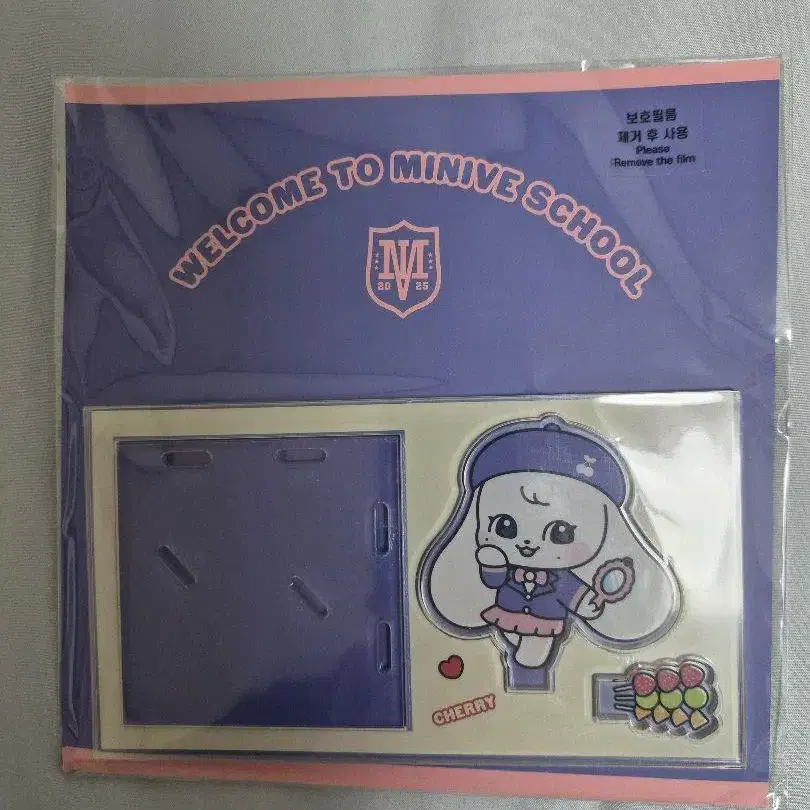 보호필름
제거 후 사용
Please
Remove the film
WELCOME TO MINIVE SCHOOL
MV
20 25
CHERRY